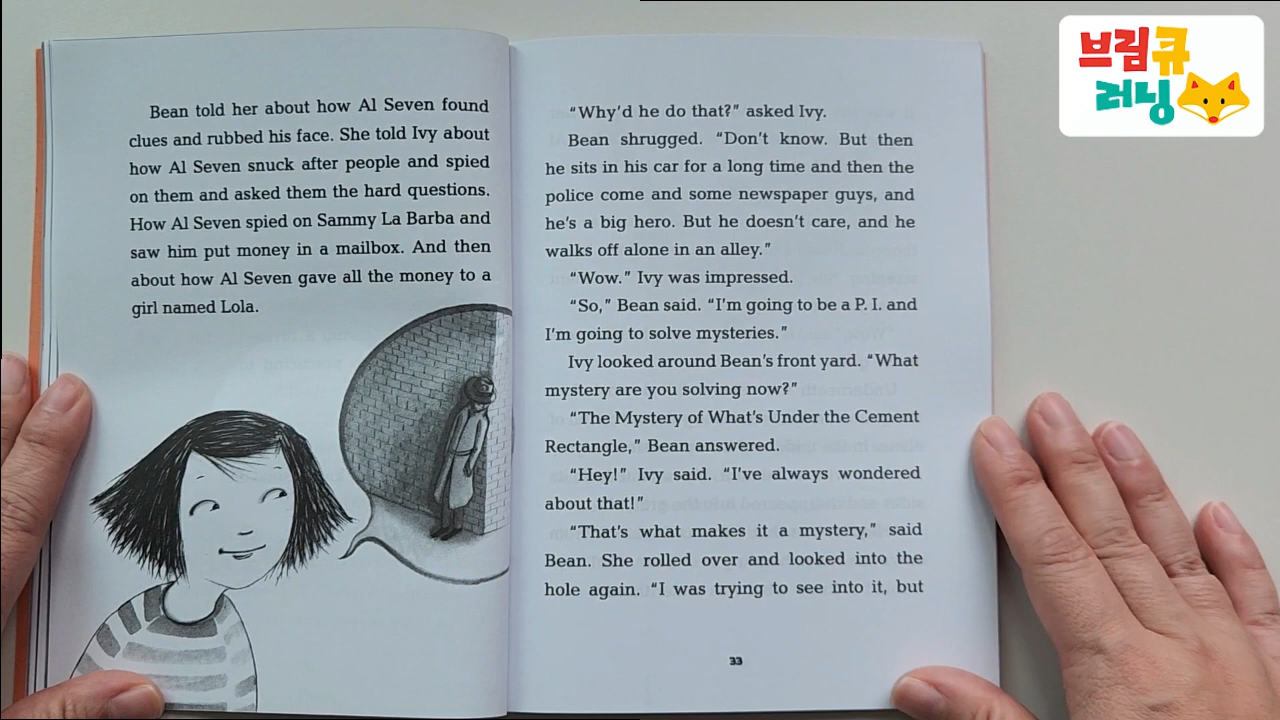 Bean told her about how Al Seven found
clues and rubbed his face. She told Ivy about
how Al Seven snuck after people and spied
on them and asked them the hard questions.
How Al Seven spied on Sammy La Barba and
saw him put money in a mailbox. And then
about how Al Seven gave all the money to a
girl named Lola.
“Why’d he do that?” asked Ivy.
Bean shrugged. “Don’t know. But then
he sits in his car for a long time and then the
police come and some newspaper guys, and
he’s a big hero. But he doesn’t care, and he
walks off alone in an alley.”
“Wow.” Ivy was impressed.
“So,” Bean said. “I’m going to be a P. I. and
I’m going to solve mysteries.”
Ivy looked around Bean’s front yard. “What
mystery are you solving now?”
“The Mystery of What’s Under the Cement
Rectangle,” Bean answered.
“Hey!” Ivy said. “I’ve always wondered
about that!”
“That’s what makes it a mystery,” said
Bean. She rolled over and looked into the
hole again. “I was trying to see into it, but
33
브림큐
러닝